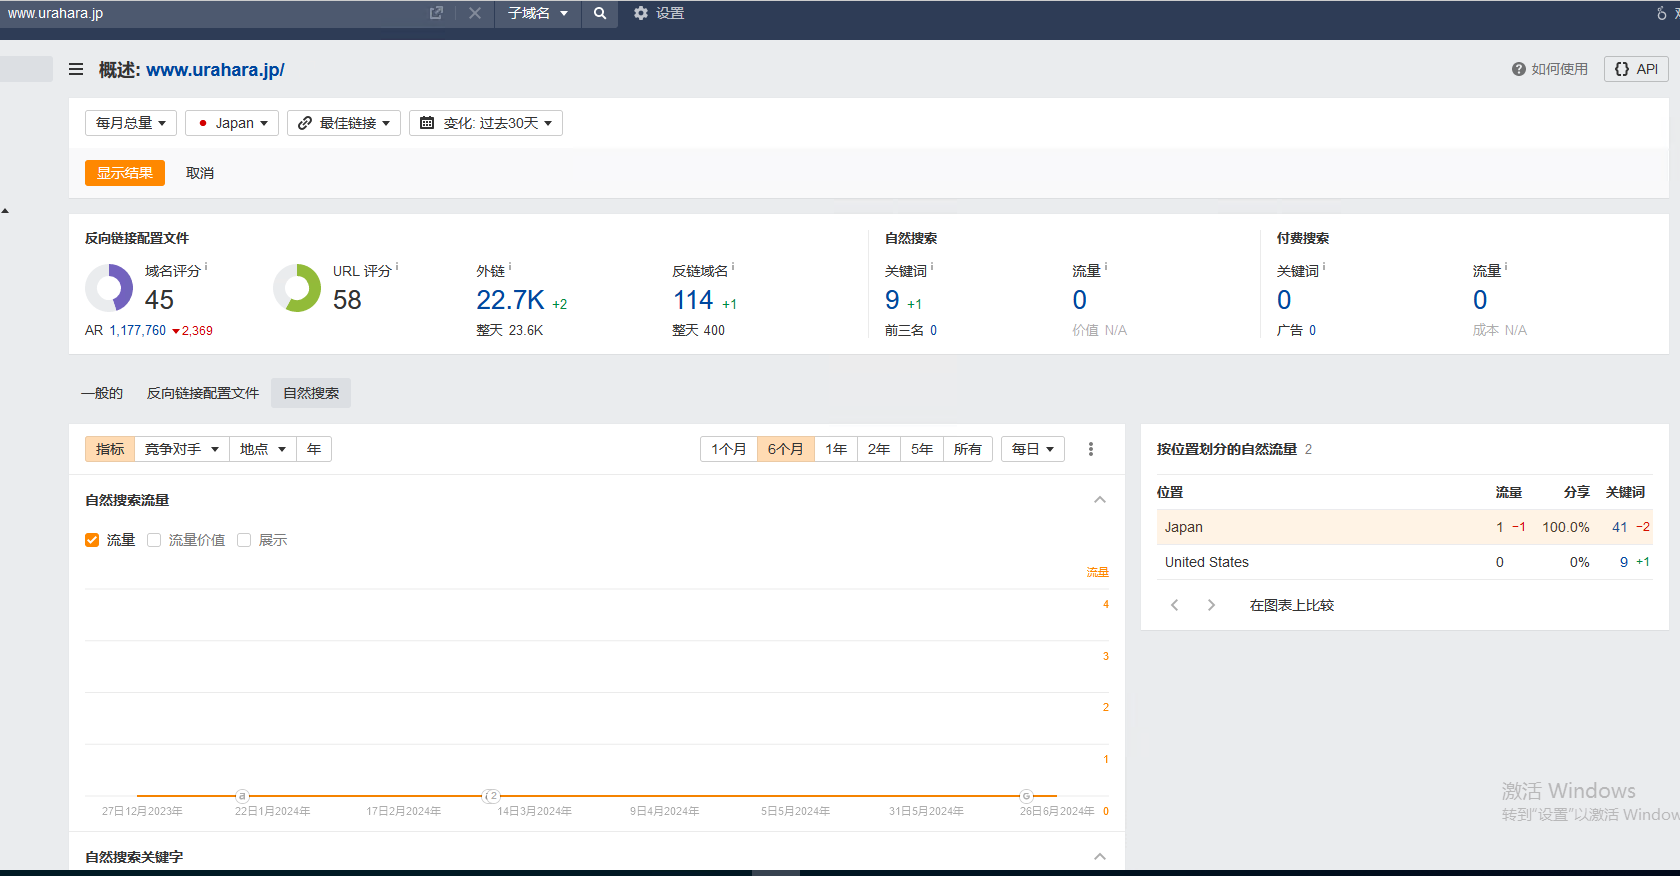 www.urahara.jp 子域名 设置
概述: www.urahara.jp/ 如何使用 API
每月总量 Japan 最佳链接 变化: 过去30天
显示结果 取消
反向链接配置文件 自然搜索 付费搜索
域名评分 URL 评分 外链 反链域名 关键词 流量 关键词 流量
45 58 22.7K +2 114 +1 9 +1 0 0 0
AR 1,177,760 2,369 整天 23.6K 整天 400 前三名 0 价值 N/A 广告 0 成本 N/A
一般的 反向链接配置文件 自然搜索
指标 竞争对手 地点 年 1个月 6个月 1年 2年 5年 所有 每日
自然搜索流量
流量 流量价值 展示
流量
4
3
2
1
a 2 G
27日12月2023年 22日1月2024年 17日2月2024年 14日3月2024年 9日4月2024年 5日5月2024年 31日5月2024年 26日6月2024年 0
自然搜索关键字
按位置划分的自然流量 2
位置 流量 分享 关键词
Japan 1 −1 100.0% 41 −2
United States 0 0% 9 +1
在图表上比较
激活 Windows
转到“设置”以激活 Window